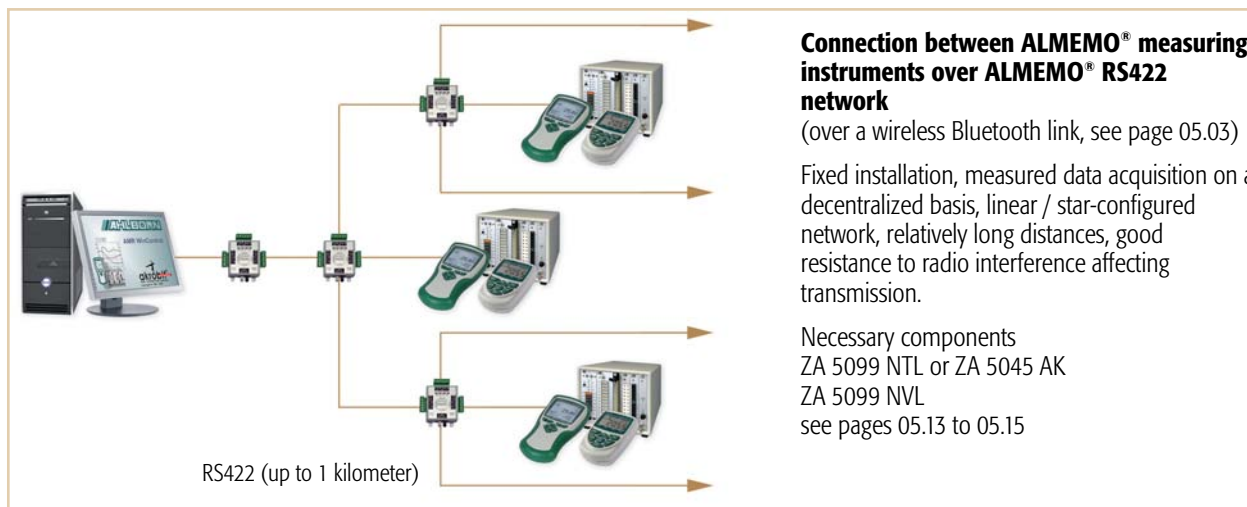 Connection between ALMEMO® measuring
instruments over ALMEMO® RS422
network
(over a wireless Bluetooth link, see page 05.03)
Fixed installation, measured data acquisition on a
decentralized basis, linear / star-configured
network, relatively long distances, good
resistance to radio interference affecting
transmission.
Necessary components
ZA 5099 NTL or ZA 5045 AK
ZA 5099 NVL
see pages 05.13 to 05.15
AHLBORN
AMR WinControl
akrobit
RS422 (up to 1 kilometer)